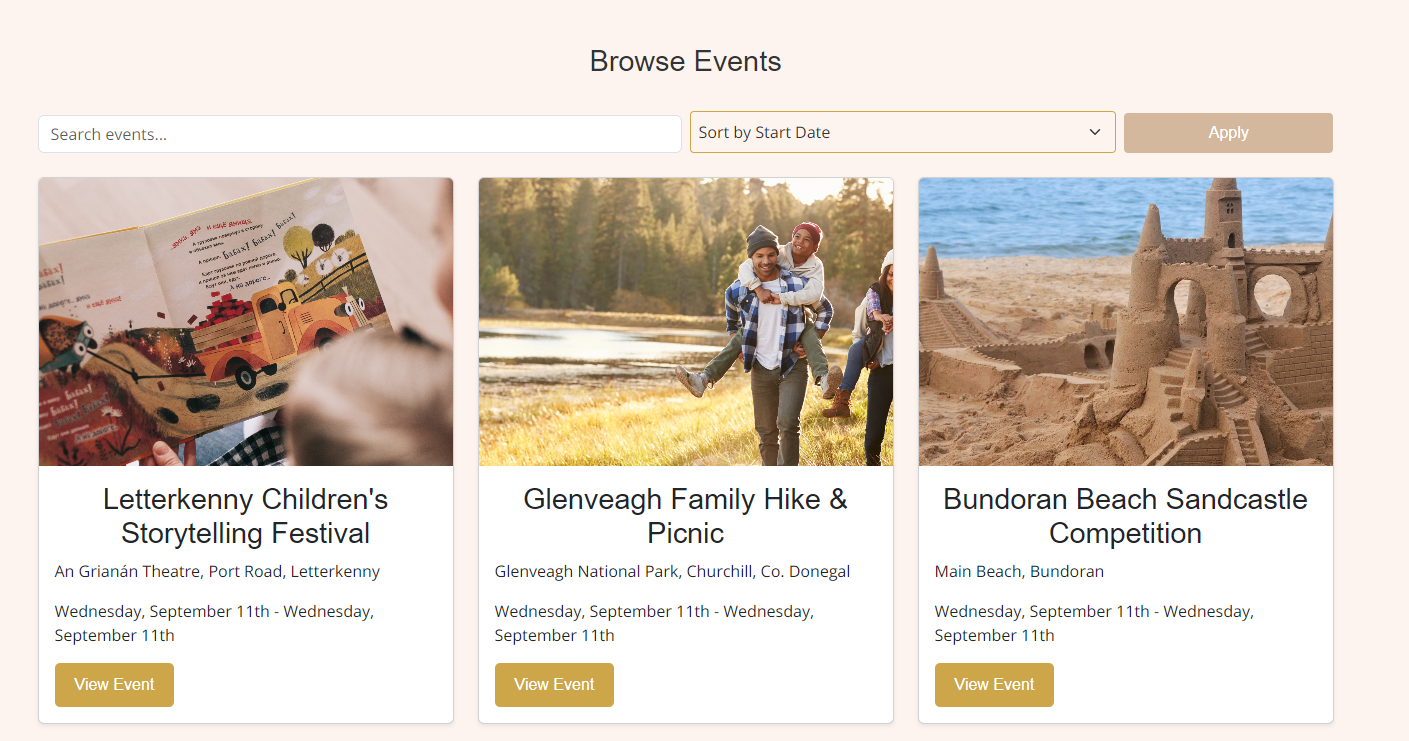 Browse Events
Search events...
Sort by Start Date
Apply
и ещё
А на дороге...
Letterkenny Children's
Storytelling Festival
An Grianán Theatre, Port Road, Letterkenny
Wednesday, September 11th - Wednesday,
September 11th
View Event
Glenveagh Family Hike &
Picnic
Glenveagh National Park, Churchill, Co. Donegal
Wednesday, September 11th - Wednesday,
September 11th
View Event
Bundoran Beach Sandcastle
Competition
Main Beach, Bundoran
Wednesday, September 11th - Wednesday,
September 11th
View Event